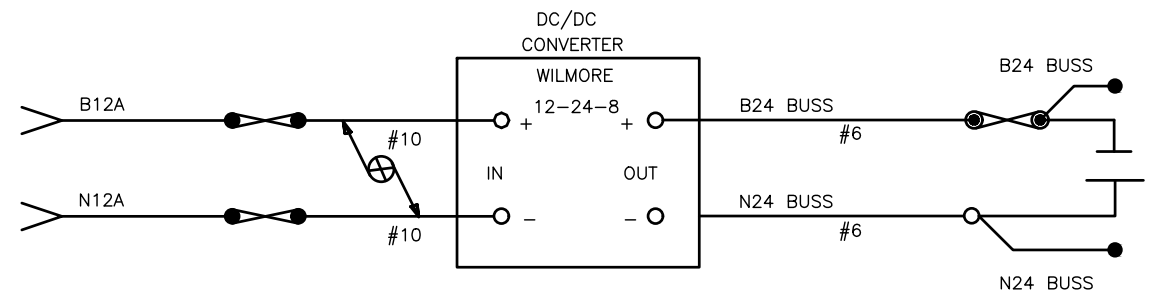 DC/DC
CONVERTER
WILMORE
12-24-8
B12A
#10
+
+
B24 BUSS
#6
B24 BUSS
IN
OUT
N12A
#10
-
-
N24 BUSS
#6
N24 BUSS